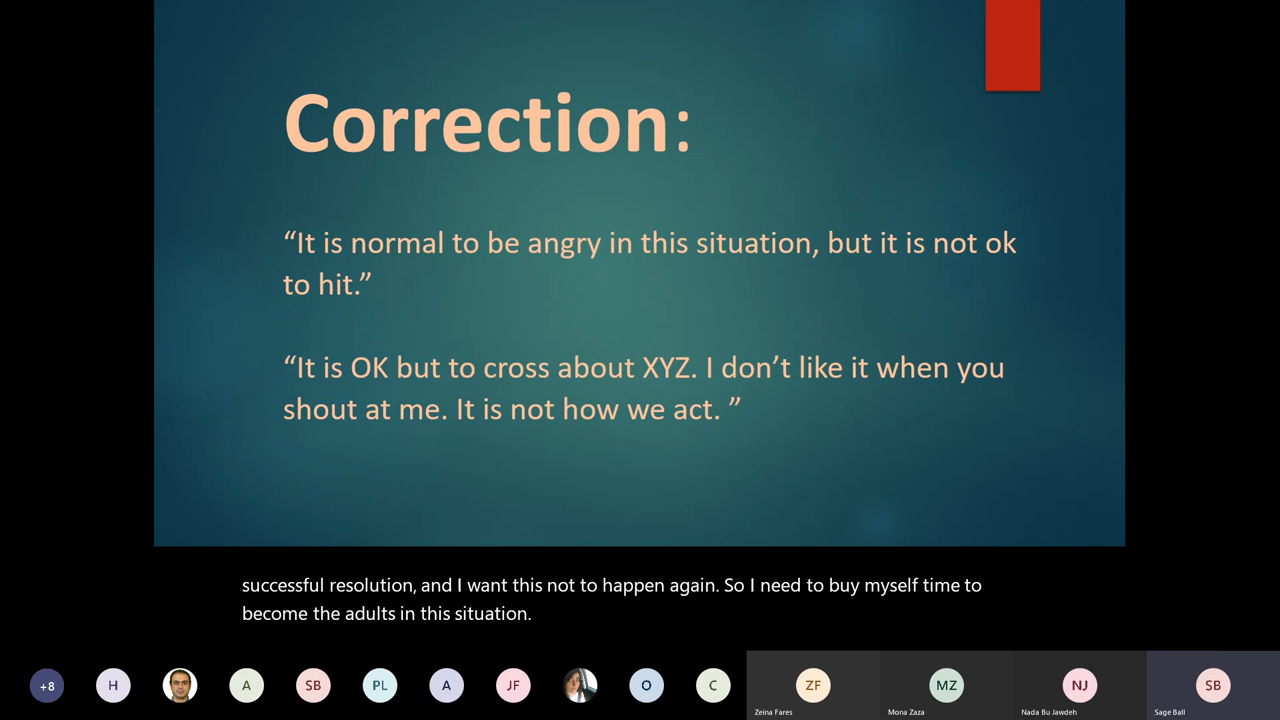 Correction:
“It is normal to be angry in this situation, but it is not ok
to hit.”
“It is OK but to cross about XYZ. I don’t like it when you
shout at me. It is not how we act. ”
successful resolution, and I want this not to happen again. So I need to buy myself time to
become the adults in this situation.
+8 H A SB PL A JF O C ZF MZ NJ SB
Zeina Fares Mona Zaza Nada Bu Jawdeh Sage Ball